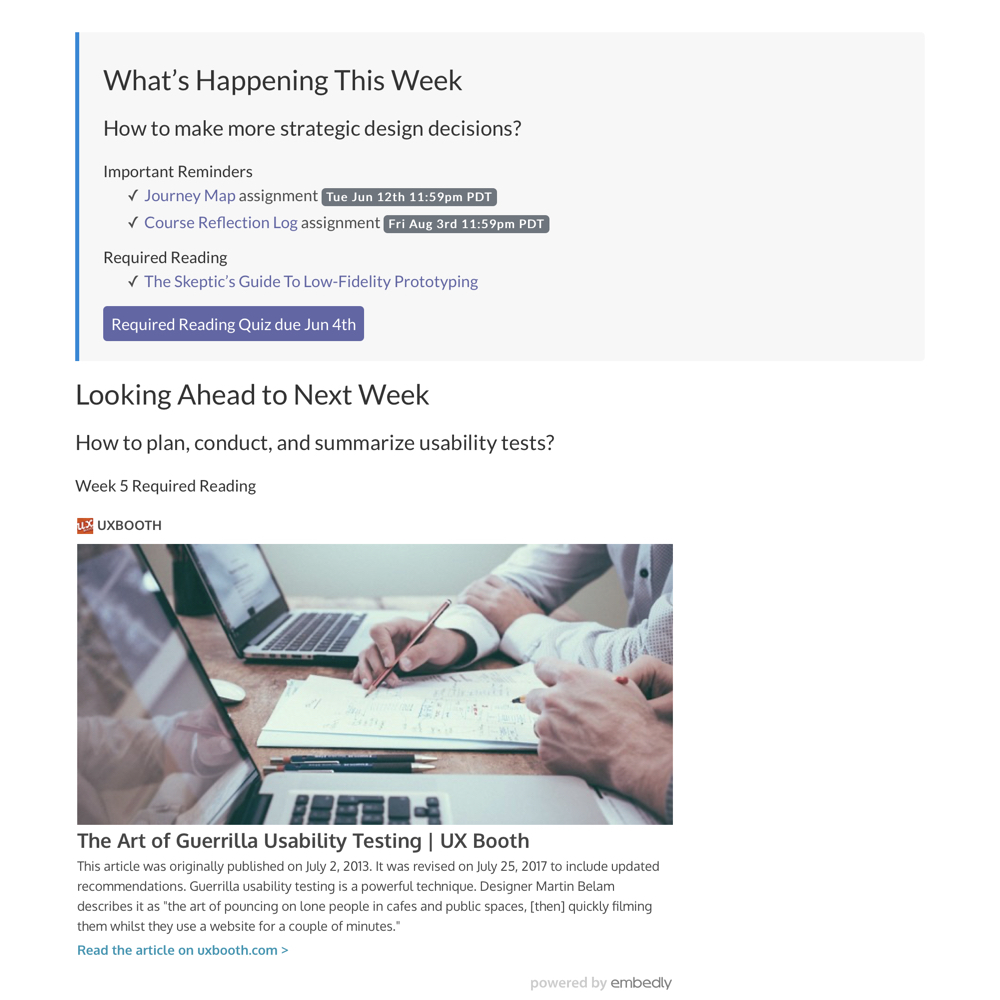 What’s Happening This Week
How to make more strategic design decisions?
Important Reminders
✓ Journey Map assignment Tue Jun 12th 11:59pm PDT
✓ Course Reflection Log assignment Fri Aug 3rd 11:59pm PDT
Required Reading
✓ The Skeptic’s Guide To Low-Fidelity Prototyping
Required Reading Quiz due Jun 4th
Looking Ahead to Next Week
How to plan, conduct, and summarize usability tests?
Week 5 Required Reading
UX UXBOOTH
The Art of Guerrilla Usability Testing | UX Booth
This article was originally published on July 2, 2013. It was revised on July 25, 2017 to include updated
recommendations. Guerrilla usability testing is a powerful technique. Designer Martin Belam
describes it as "the art of pouncing on lone people in cafes and public spaces, [then] quickly filming
them whilst they use a website for a couple of minutes."
Read the article on uxbooth.com >
powered by embedly